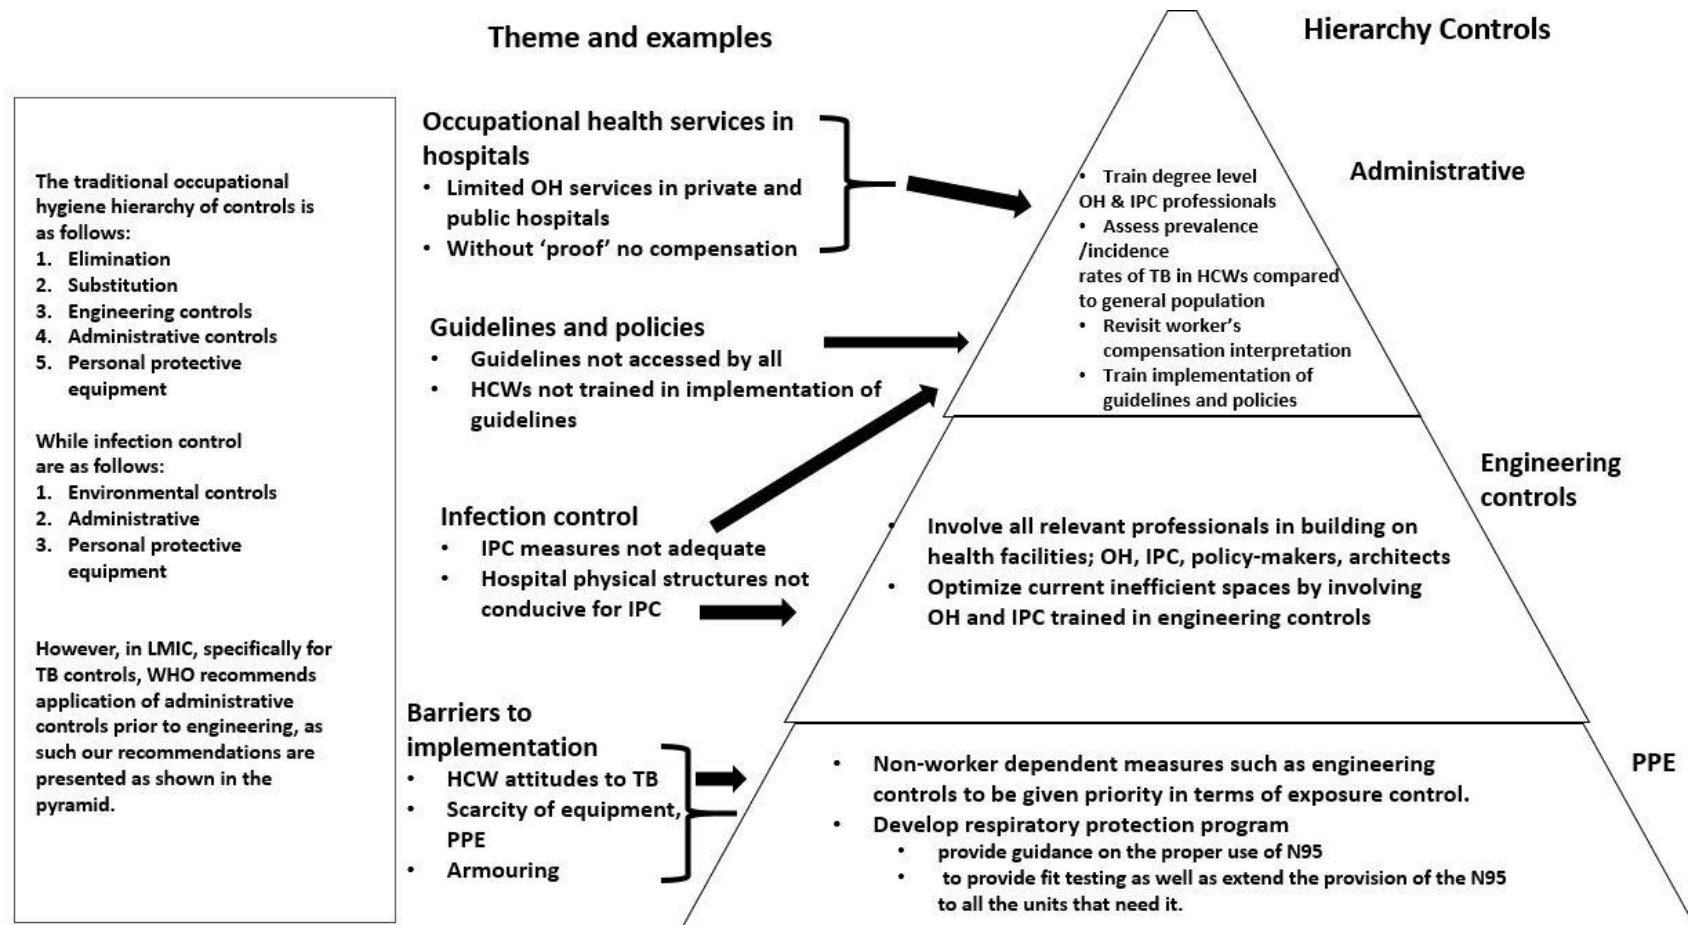 Theme and examples
Hierarchy Controls
The traditional occupational
hygiene hierarchy of controls is
as follows:
1. Elimination
2. Substitution
3. Engineering controls
4. Administrative controls
5. Personal protective
equipment
While infection control
are as follows:
1. Environmental controls
2. Administrative
3. Personal protective
equipment
However, in LMIC, specifically for
TB controls, WHO recommends
application of administrative
controls prior to engineering, as
such our recommendations are
presented as shown in the
pyramid.
Occupational health services in
hospitals
• Limited OH services in private and
public hospitals
• Without ‘proof’ no compensation
Guidelines and policies
• Guidelines not accessed by all
• HCWs not trained in implementation of
guidelines
Infection control
• IPC measures not adequate
• Hospital physical structures not
conducive for IPC
Barriers to
implementation
• HCW attitudes to TB
• Scarcity of equipment,
PPE
• Armouring
• Train degree level
OH & IPC professionals
• Assess prevalence
/incidence
rates of TB in HCWs compared
to general population
• Revisit worker’s
compensation interpretation
• Train implementation of
guidelines and policies
Administrative
• Involve all relevant professionals in building on
health facilities; OH, IPC, policy-makers, architects
• Optimize current inefficient spaces by involving
OH and IPC trained in engineering controls
Engineering
controls
• Non-worker dependent measures such as engineering
controls to be given priority in terms of exposure control.
• Develop respiratory protection program
• provide guidance on the proper use of N95
• to provide fit testing as well as extend the provision of the N95
to all the units that need it.
PPE